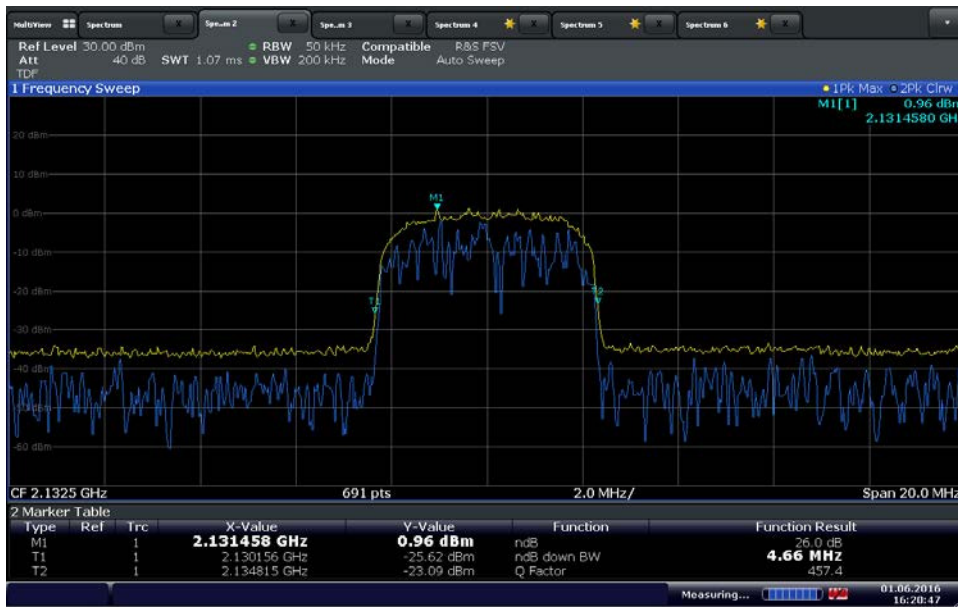 MultiView Spectrum x Spe...m 2 x Spe...m 3 x Spectrum 4 x Spectrum 5 x Spectrum 6 x
Ref Level 30.00 dBm RBW 50 kHz Compatible R&S FSV
Att 40 dB SWT 1.07 ms VBW 200 kHz Mode Auto Sweep
TDF
1 Frequency Sweep 1Pk Max 2Pk Clrw
M1[1] 0.96 dBm
2.1314580 GH
20 dBm
10 dBm
M1
0 dBm
-10 dBm
-20 dBm
T1 T2
-30 dBm
-40 dBm
-50 dBm
-60 dBm
CF 2.1325 GHz 691 pts 2.0 MHz/ Span 20.0 MHz
2 Marker Table
Type Ref Trc X-Value Y-Value Function Function Result
M1 1 2.131458 GHz 0.96 dBm ndB 26.0 dB
T1 1 2.130156 GHz -25.62 dBm ndB down BW 4.66 MHz
T2 1 2.134815 GHz -23.09 dBm Q Factor 457.4
Measuring... 01.06.2016
16:20:47